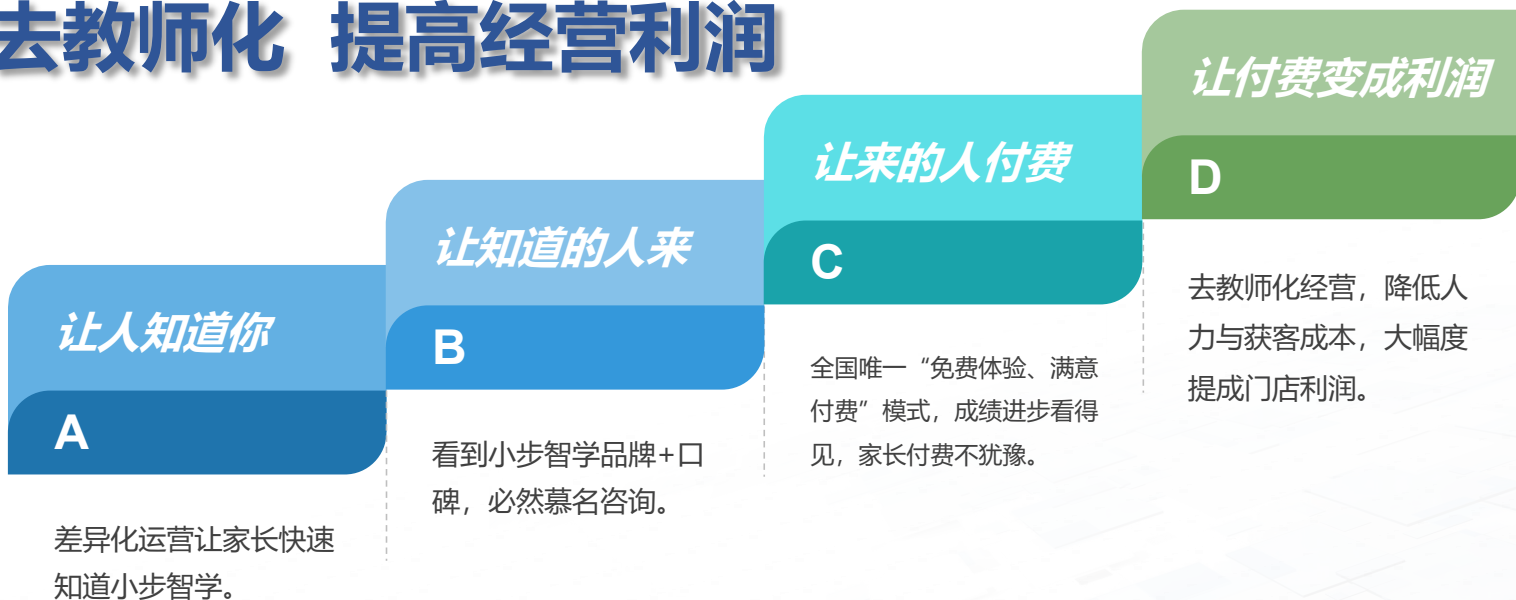 去教师化 提高经营利润
让人知道你
A
差异化运营让家长快速
知道小步智学。
让知道的人来
B
看到小步智学品牌+口
碑，必然慕名咨询。
让来的人付费
C
全国唯一“免费体验、满意
付费”模式，成绩进步看得
见，家长付费不犹豫。
让付费变成利润
D
去教师化经营，降低人
力与获客成本，大幅度
提成门店利润。